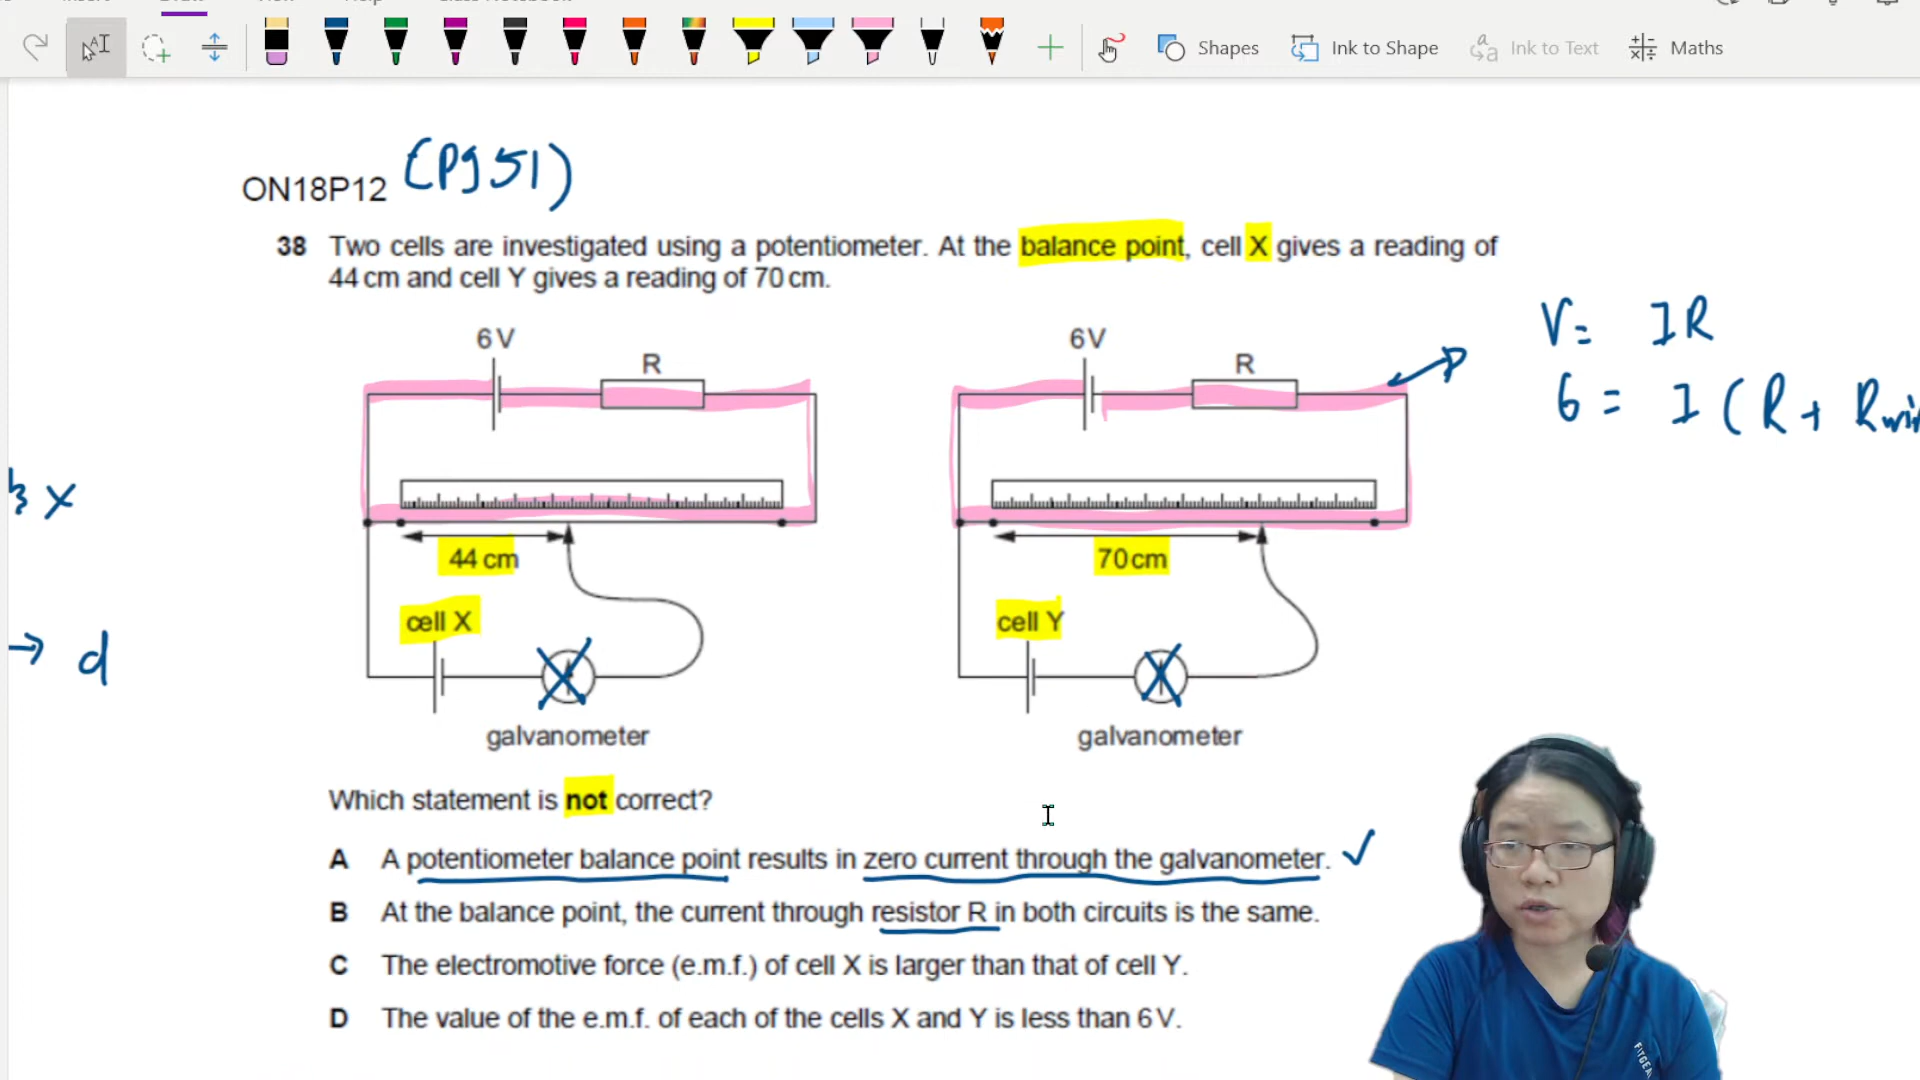 Shapes
Ink to Shape
Ink to Text
Maths
ON18P12 (Pg 51)
38 Two cells are investigated using a potentiometer. At the balance point, cell X gives a reading of
44 cm and cell Y gives a reading of 70 cm.
6 V
R
6 V
R
V = IR
6 = I (R +
x
44 cm
70 cm
cell X
cell Y
→ d
galvanometer
galvanometer
Which statement is not correct?
A A potentiometer balance point results in zero current through the galvanometer. ✓
B At the balance point, the current through resistor R in both circuits is the same.
C The electromotive force (e.m.f.) of cell X is larger than that of cell Y.
D The value of the e.m.f. of each of the cells X and Y is less than 6 V.